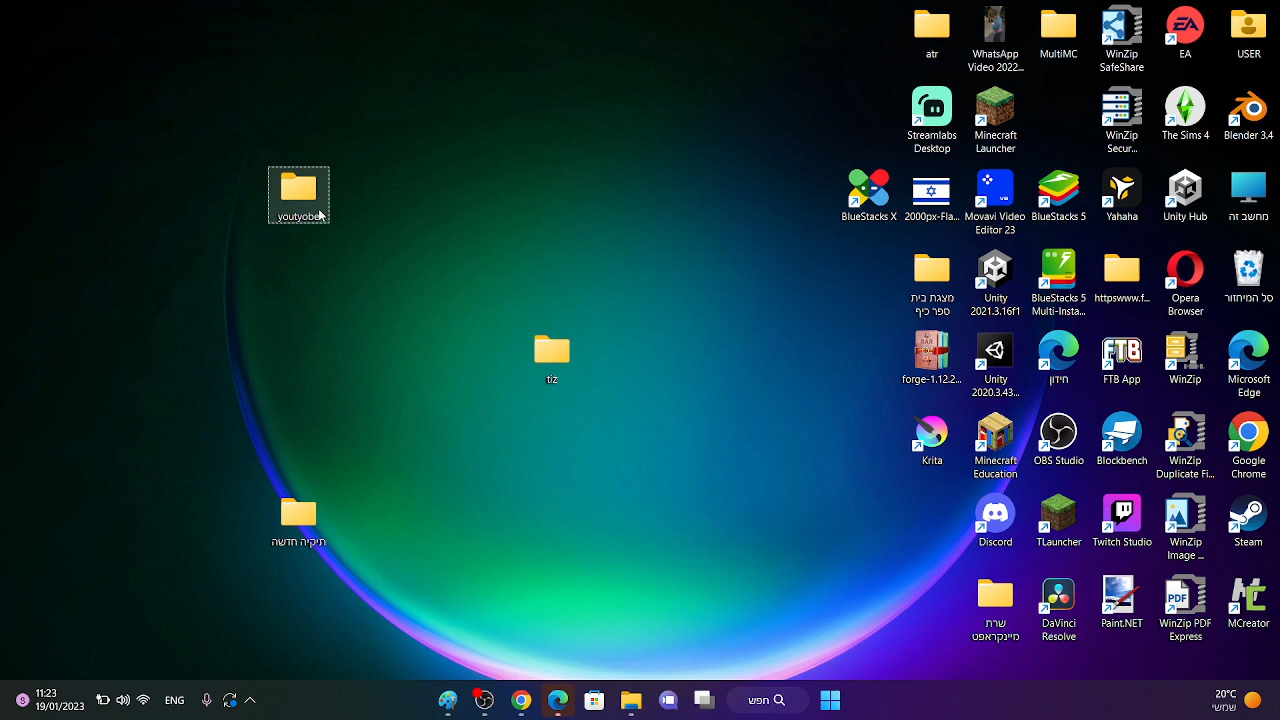 atr
WhatsApp
Video 2022...
MultiMC
WinZip
SafeShare
EA
USER
Streamlabs
Desktop
Minecraft
Launcher
WinZip
Secur...
The Sims 4
Blender 3.4
youtyobe
BlueStacks X
2000px-Fla...
Movavi Video
Editor 23
BlueStacks 5
Yahaha
Unity Hub
מחשב זה
מצגת בית
ספר כיף
Unity
2021.3.16f1
BlueStacks 5
Multi-Insta...
httpswww.f...
Opera
Browser
סל המיחזור
tiz
forge-1.12.2...
Unity
2020.3.43...
חידון
FTB
FTB App
WinZip
Microsoft
Edge
Krita
Minecraft
Education
OBS Studio
Blockbench
WinZip
Duplicate Fi...
Google
Chrome
תיקיה חדשה
Discord
TLauncher
Twitch Studio
WinZip
Image ...
Steam
שרת
מיינקראפט
DaVinci
Resolve
Paint.NET
PDF
WinZip PDF
Express
MCreator
11:23
19/01/2023
ENG
חפש
20°C
שמשי